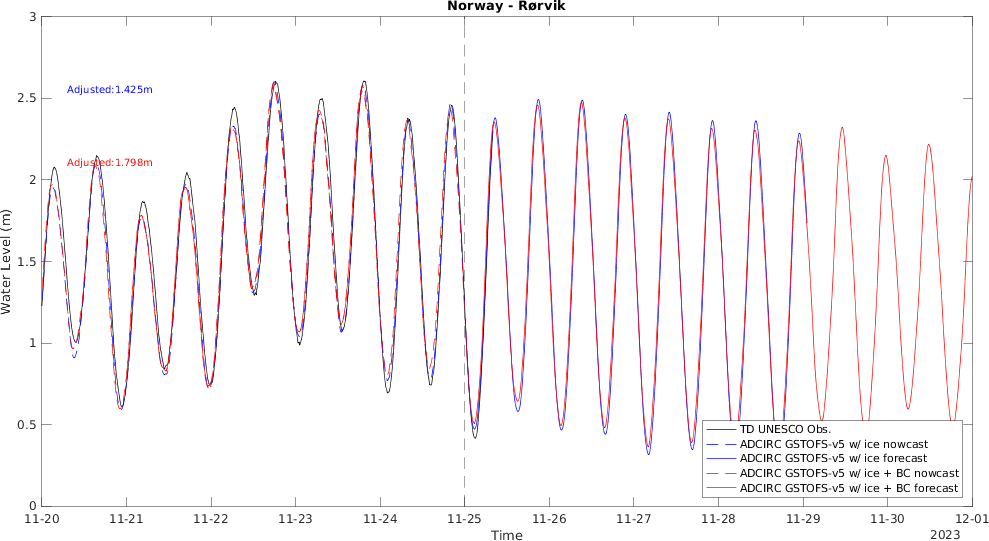 Norway - Rørvik
3
2.5
2
1.5
1
0.5
0
Water Level (m)
Adjusted:1.425m
Adjusted:1.798m
TD UNESCO Obs.
ADCIRC GSTOFS-v5 w/ ice nowcast
ADCIRC GSTOFS-v5 w/ ice forecast
ADCIRC GSTOFS-v5 w/ ice + BC nowcast
ADCIRC GSTOFS-v5 w/ ice + BC forecast
11-20 11-21 11-22 11-23 11-24 11-25 11-26 11-27 11-28 11-29 11-30 12-01
Time
2023